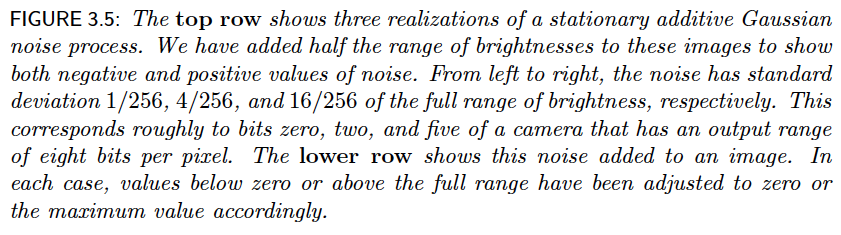 FIGURE 3.5: The top row shows three realizations of a stationary additive Gaussian
noise process. We have added half the range of brightnesses to these images to show
both negative and positive values of noise. From left to right, the noise has standard
deviation 1/256, 4/256, and 16/256 of the full range of brightness, respectively. This
corresponds roughly to bits zero, two, and five of a camera that has an output range
of eight bits per pixel. The lower row shows this noise added to an image. In
each case, values below zero or above the full range have been adjusted to zero or
the maximum value accordingly.